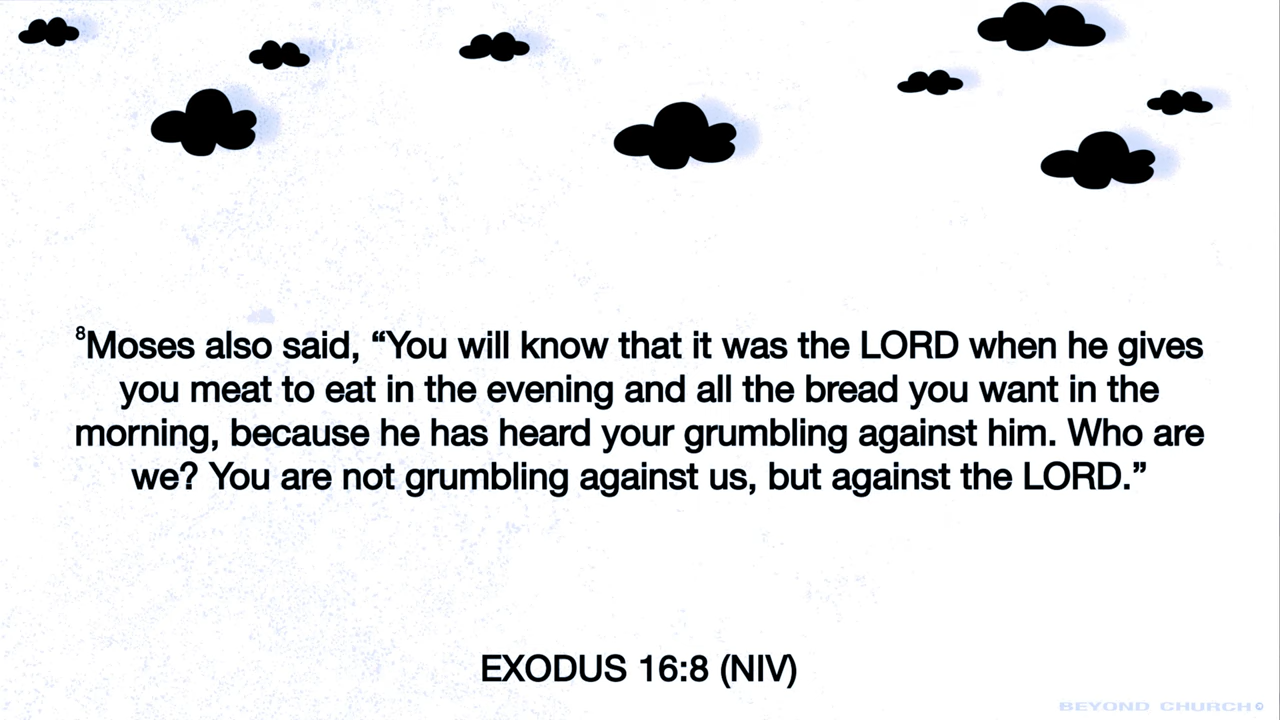 ⁸Moses also said, “You will know that it was the LORD when he gives
you meat to eat in the evening and all the bread you want in the
morning, because he has heard your grumbling against him. Who are
we? You are not grumbling against us, but against the LORD.”
EXODUS 16:8 (NIV)
BEYOND CHURCH©